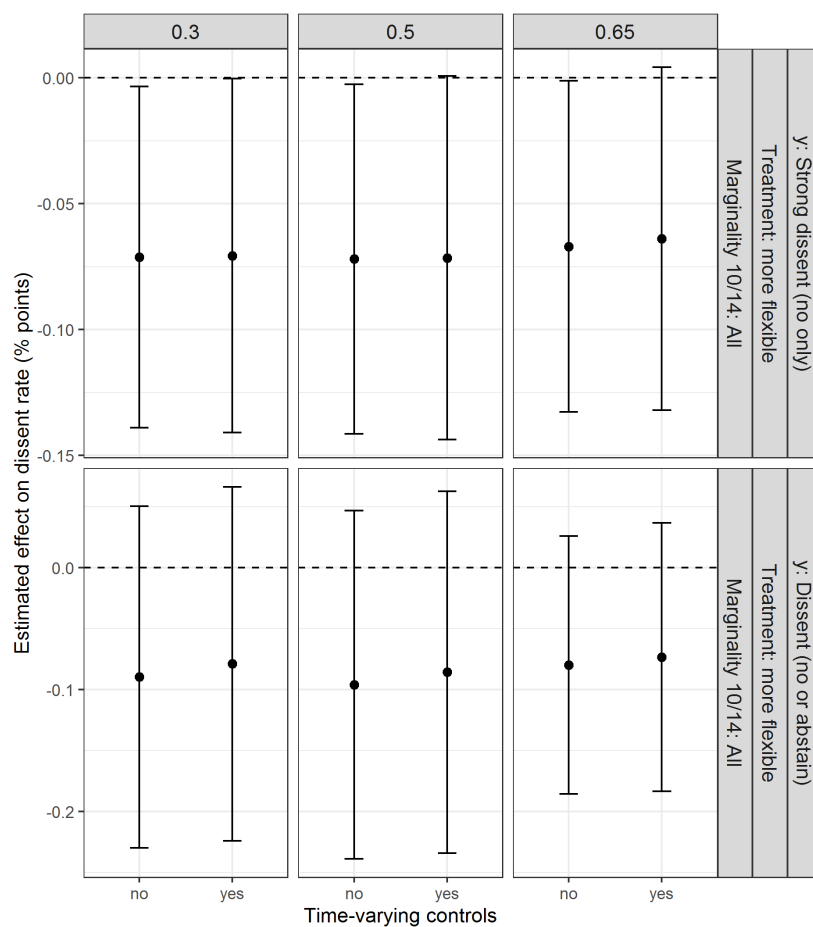 0.3
0.5
0.65
Estimated effect on dissent rate (% points)
0.00
-0.05
-0.10
-0.15
Marginality 10/14: All
Treatment: more flexible
y: Strong dissent (no only)
0.0
-0.1
-0.2
Marginality 10/14: All
Treatment: more flexible
y: Dissent (no or abstain)
no yes no yes no yes
Time-varying controls